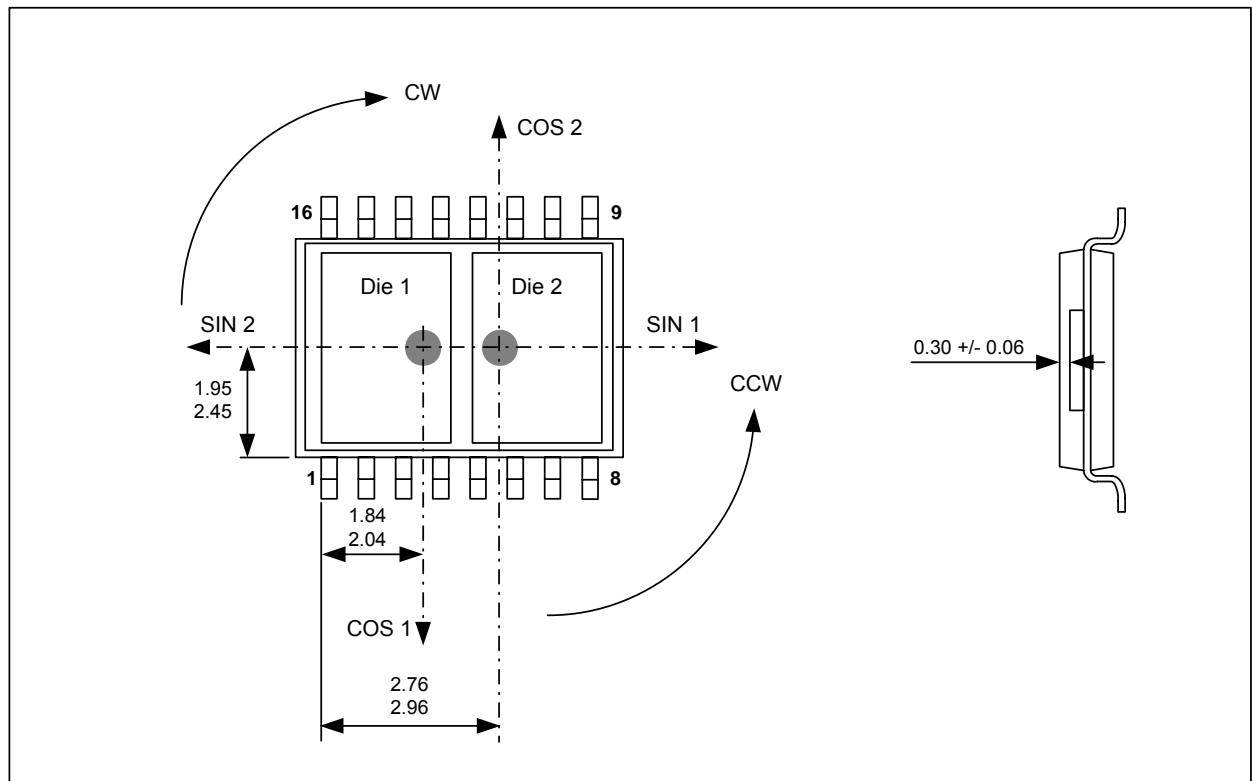 CW
COS 2
16
9
Die 1
Die 2
SIN 2
SIN 1
0.30 +/- 0.06
1.95
2.45
CCW
1
8
1.84
2.04
COS 1
2.76
2.96